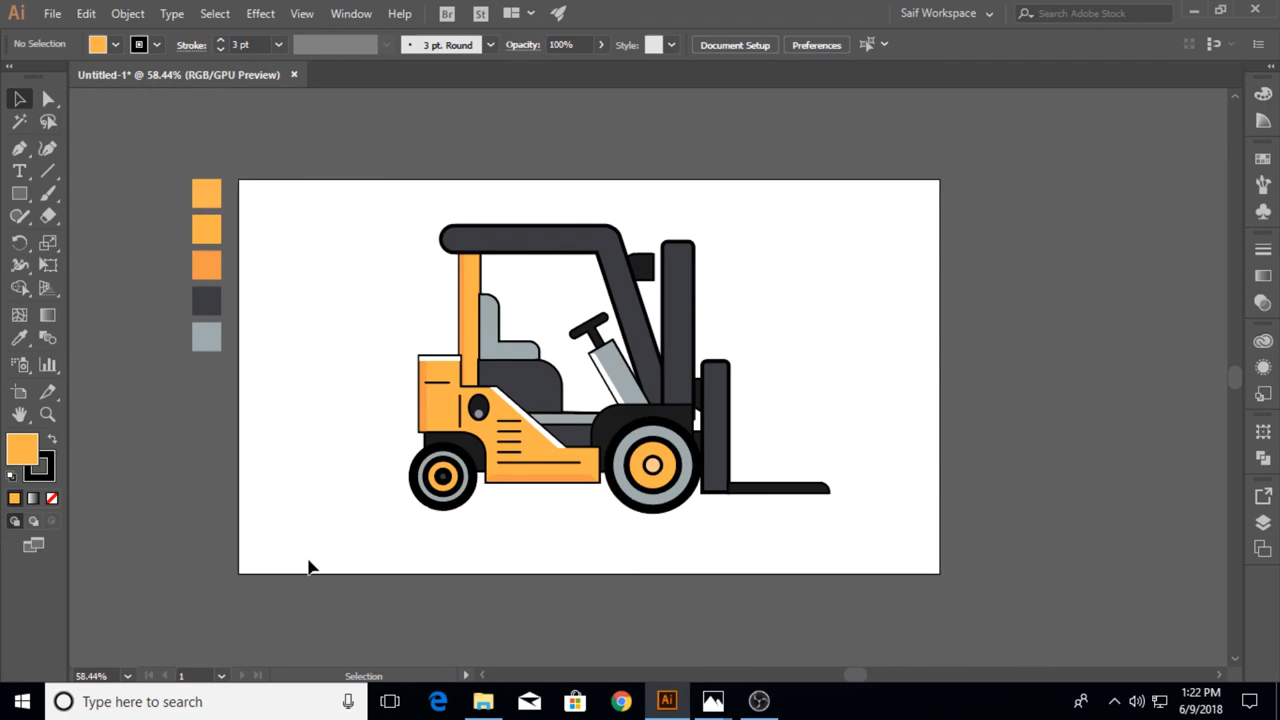 Ai File Edit Object Type Select Effect View Window Help Br St Saif Workspace Search Adobe Stock
No Selection Stroke: 3 pt 3 pt. Round Opacity: 100% Style: Document Setup Preferences
Untitled-1* @ 58.44% (RGB/GPU Preview)
58.44% 1 Selection
Type here to search Ai 1:22 PM
6/9/2018